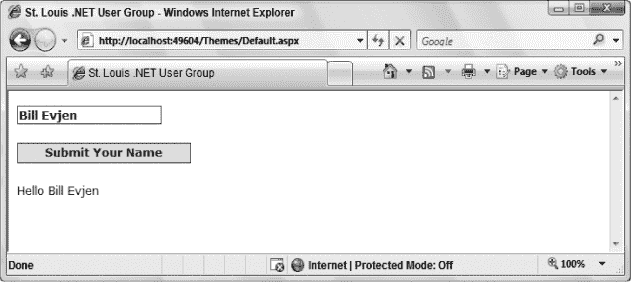 St. Louis .NET User Group - Windows Internet Explorer
http://localhost:49604/Themes/Default.aspx
Google
St. Louis .NET User Group
Page
Tools
Bill Evjen
Submit Your Name
Hello Bill Evjen
Done
Internet | Protected Mode: Off
100%